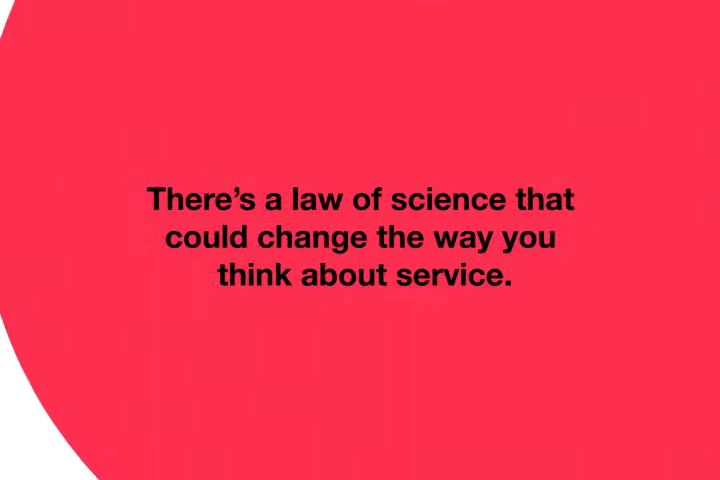 There’s a law of science that
could change the way you
think about service.